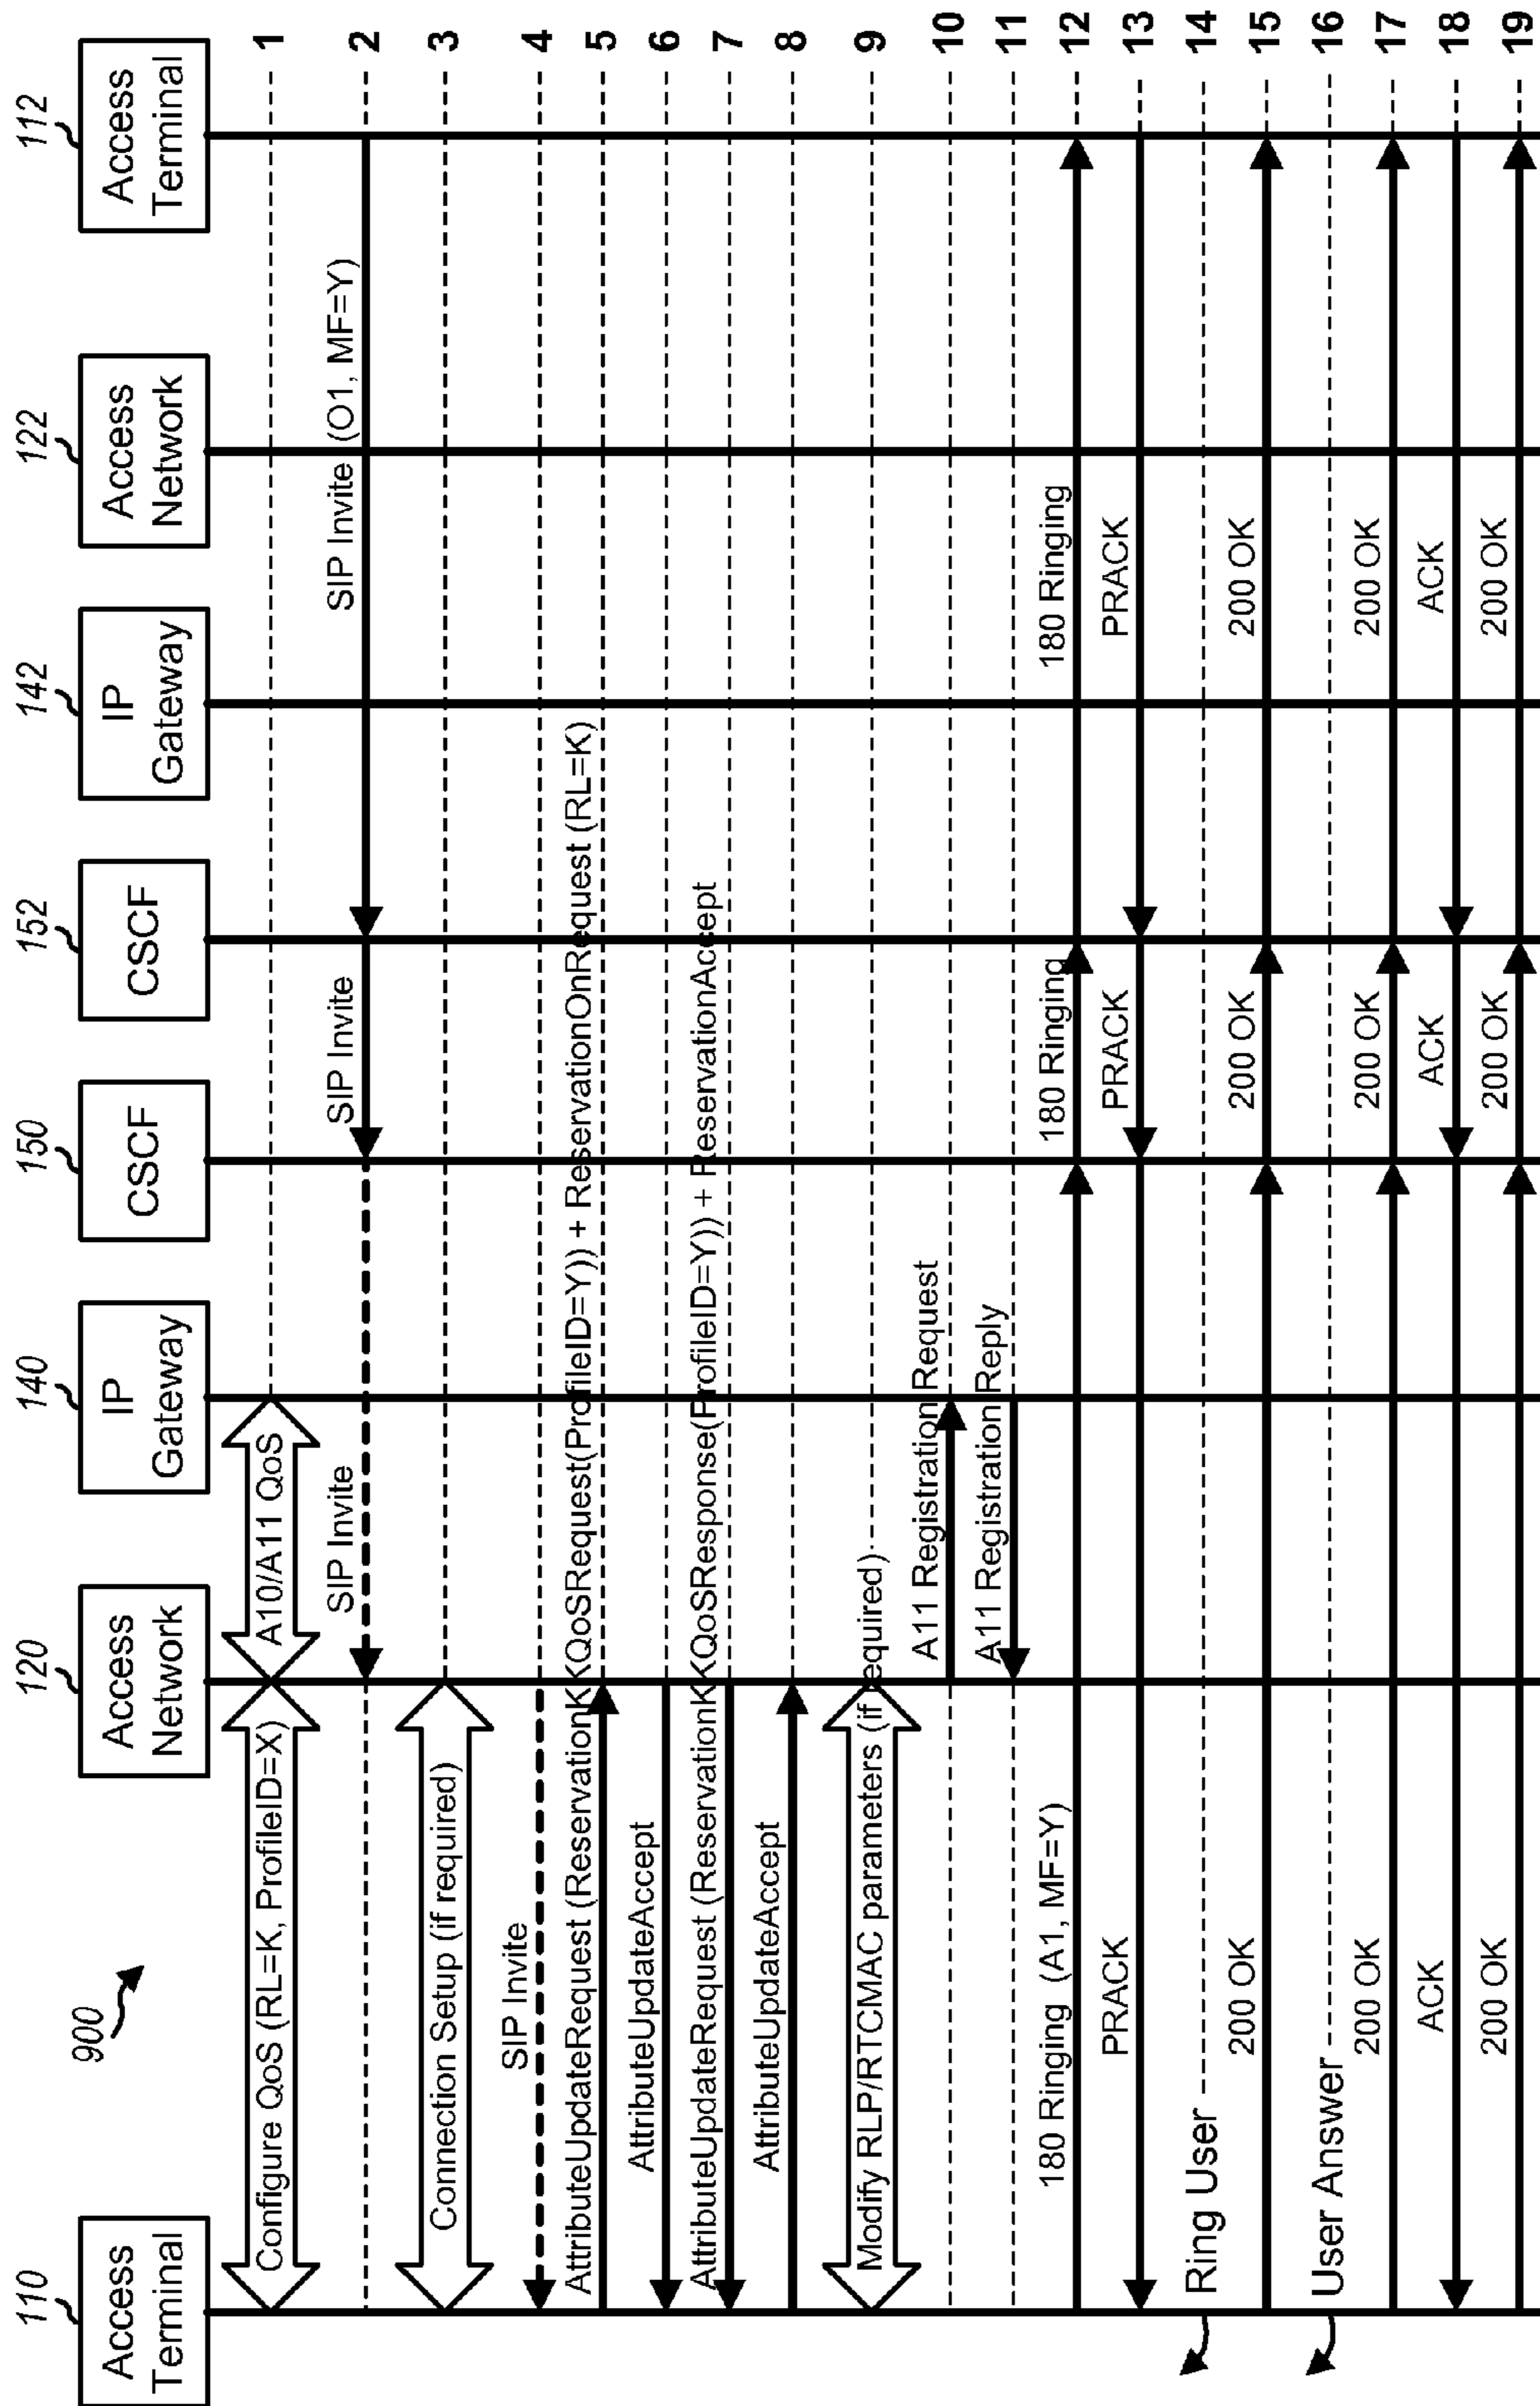 900
110
Access
Terminal
120
Access
Network
140
IP
Gateway
150
CSCF
152
CSCF
142
IP
Gateway
122
Access
Network
112
Access
Terminal
Configure QoS (RL=K, ProfileID=X)
A10/A11 QoS
1
SIP Invite
SIP Invite
SIP Invite (O1, MF=Y)
2
Connection Setup (if required)
3
SIP Invite
4
AttributeUpdateRequest (ReservationKKQoSRequest(ProfileID=Y)) + ReservationOnRequest (RL=K)
5
AttributeUpdateAccept
6
AttributeUpdateRequest (ReservationKKQoSResponse(ProfileID=Y)) + ReservationAccept
7
AttributeUpdateAccept
8
Modify RLP/RTCMAC parameters (if required)
9
A11 Registration Request
10
A11 Registration Reply
11
180 Ringing (A1, MF=Y)
180 Ringing
180 Ringing
12
PRACK
PRACK
PRACK
13
Ring User
14
200 OK
200 OK
200 OK
15
User Answer
16
200 OK
200 OK
200 OK
17
ACK
ACK
ACK
18
200 OK
200 OK
200 OK
19